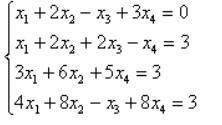 x₁ + 2x₂ − x₃ + 3x₄ = 0
x₁ + 2x₂ + 2x₃ − x₄ = 3
3x₁ + 6x₂ + 5x₄ = 3
4x₁ + 8x₂ − x₃ + 8x₄ = 3